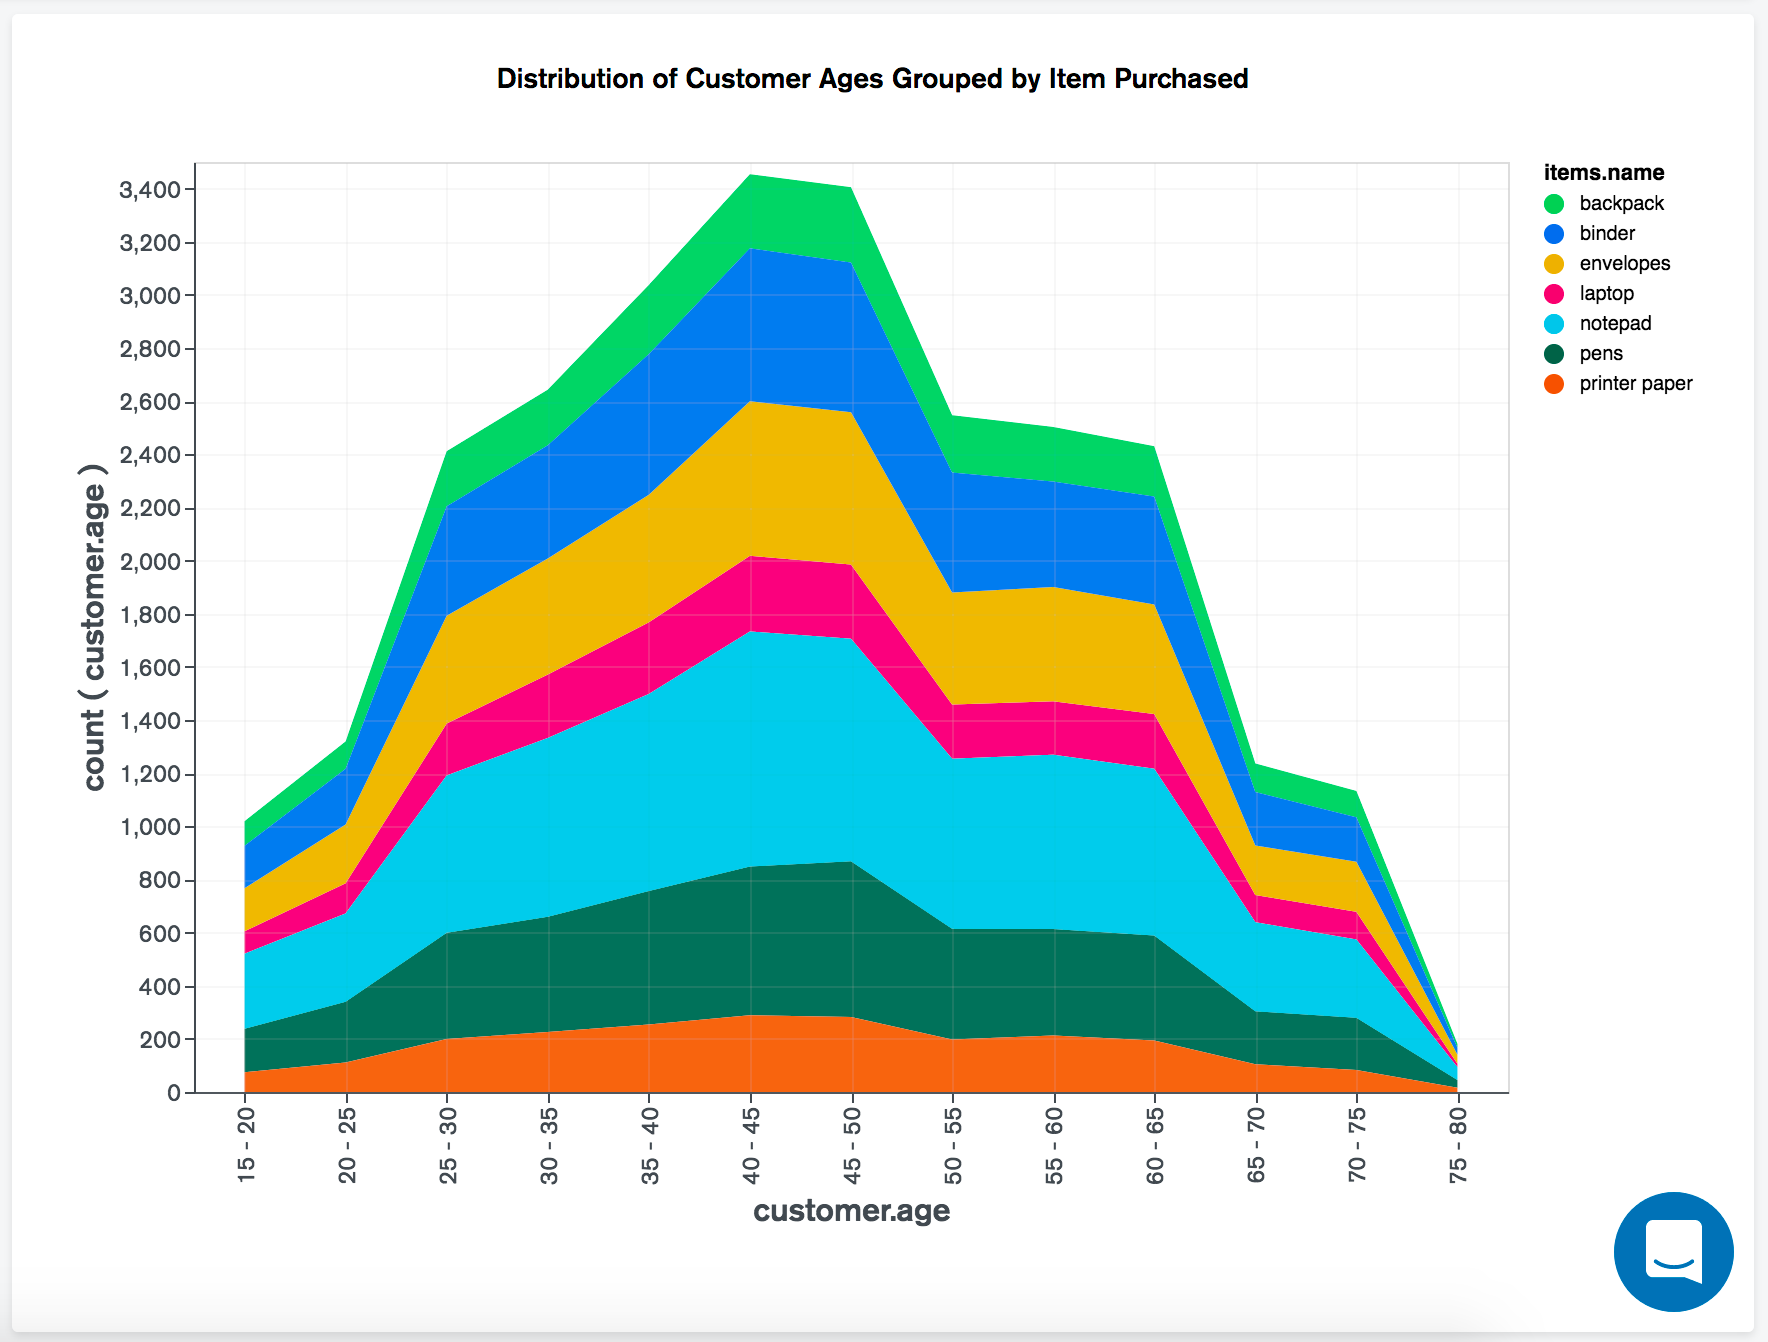 Distribution of Customer Ages Grouped by Item Purchased
items.name
backpack
binder
envelopes
laptop
notepad
pens
printer paper
count ( customer.age )
3,400
3,200
3,000
2,800
2,600
2,400
2,200
2,000
1,800
1,600
1,400
1,200
1,000
800
600
400
200
0
15 - 20
20 - 25
25 - 30
30 - 35
35 - 40
40 - 45
45 - 50
50 - 55
55 - 60
60 - 65
65 - 70
70 - 75
75 - 80
customer.age